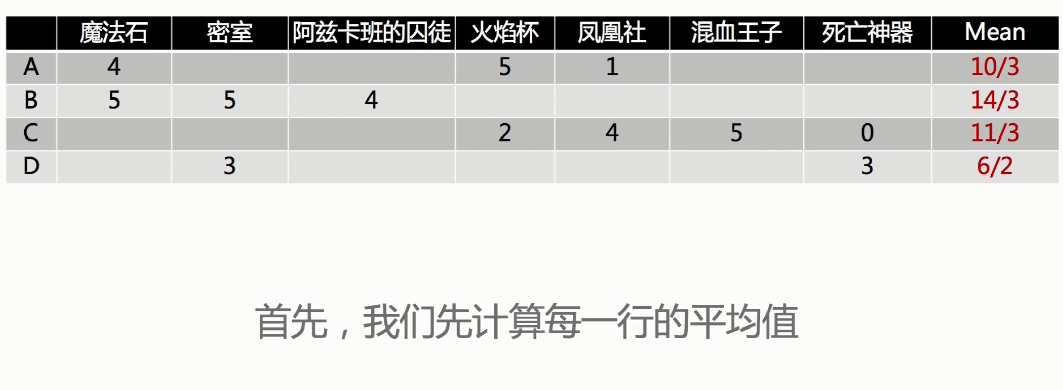 魔法石 密室 阿兹卡班的囚徒 火焰杯 凤凰社 混血王子 死亡神器 Mean
A 4 5 1 10/3
B 5 5 4 14/3
C 2 4 5 0 11/3
D 3 3 6/2
首先，我们先计算每一行的平均值